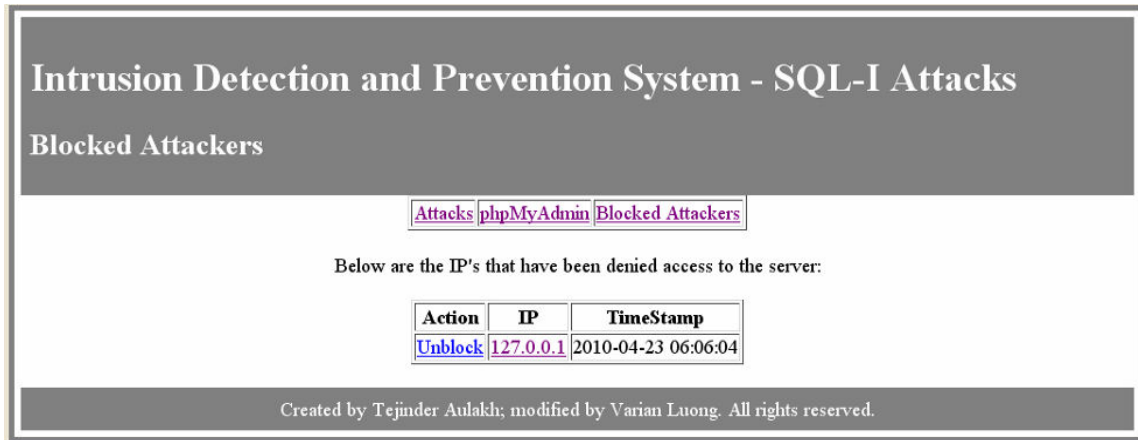 Intrusion Detection and Prevention System - SQL-I Attacks
Blocked Attackers
Attacks phpMyAdmin Blocked Attackers
Below are the IP's that have been denied access to the server:
Action IP TimeStamp
Unblock 127.0.0.1 2010-04-23 06:06:04
Created by Tejinder Aulakh; modified by Varian Luong. All rights reserved.